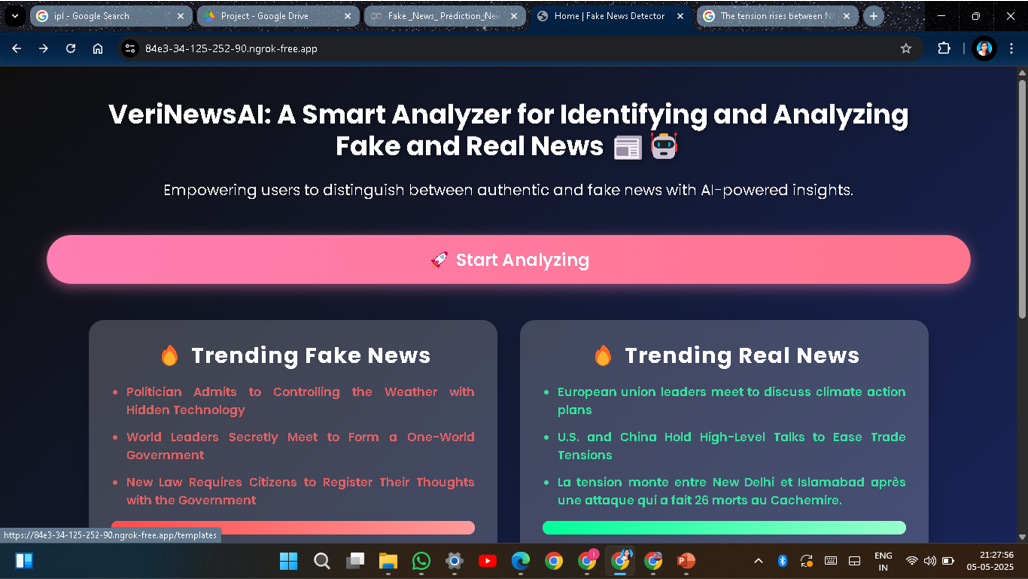 ipl - Google Search
Project - Google Drive
Fake _News_ Prediction_Ne
Home | Fake News Detector
The tension rises between N
84e3-34-125-252-90.ngrok-free.app
VeriNewsAI: A Smart Analyzer for Identifying and Analyzing
Fake and Real News
Empowering users to distinguish between authentic and fake news with AI-powered insights.
Start Analyzing
Trending Fake News
Politician Admits to Controlling the Weather with
Hidden Technology
World Leaders Secretly Meet to Form a One-World
Government
New Law Requires Citizens to Register Their Thoughts
with the Government
Trending Real News
European union leaders meet to discuss climate action
plans
U.S. and China Hold High-Level Talks to Ease Trade
Tensions
La tension monte entre New Delhi et Islamabad après
une attaque qui a fait 26 morts au Cachemire.
https://84e3-34-125-252-90.ngrok-free.app/templates
ENG
IN
21:27:56
05-05-2025